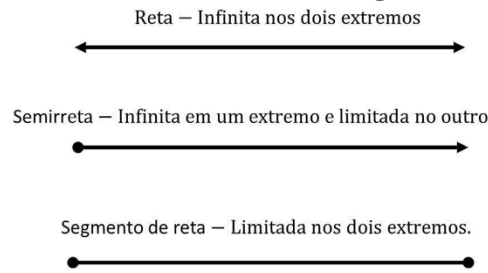 Reta – Infinita nos dois extremos
Semirreta – Infinita em um extremo e limitada no outro
Segmento de reta – Limitada nos dois extremos.